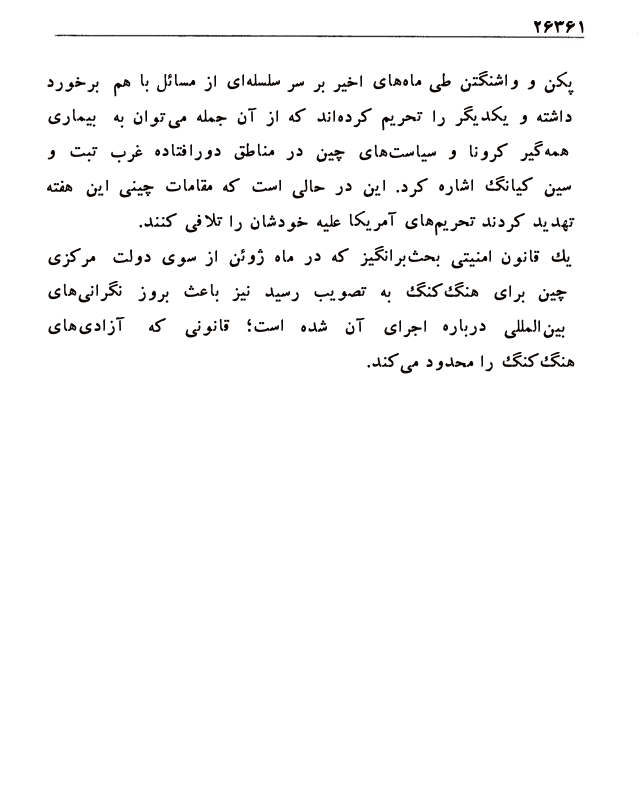 ۲۶۳۶۱
پکن و واشنگتن طی ماه‌های اخیر بر سر سلسله‌ای از مسائل با هم برخورد
داشته و یکدیگر را تحریم کرده‌اند که از آن جمله می‌توان به بیماری
همه‌گیر کرونا و سیاست‌های چین در مناطق دورافتاده غرب تبت و
سین کیانگ اشاره کرد. این در حالی است که مقامات چینی این هفته
تهدید کردند تحریم‌های آمریکا علیه خودشان را تلافی کنند.
یك قانون امنیتی بحث‌برانگیز که در ماه ژوئن از سوی دولت مرکزی
چین برای هنگ‌کنگ به تصویب رسید نیز باعث بروز نگرانی‌های
بین‌المللی درباره اجرای آن شده است؛ قانونی که آزادی‌های
هنگ‌کنگ را محدود می‌کند.